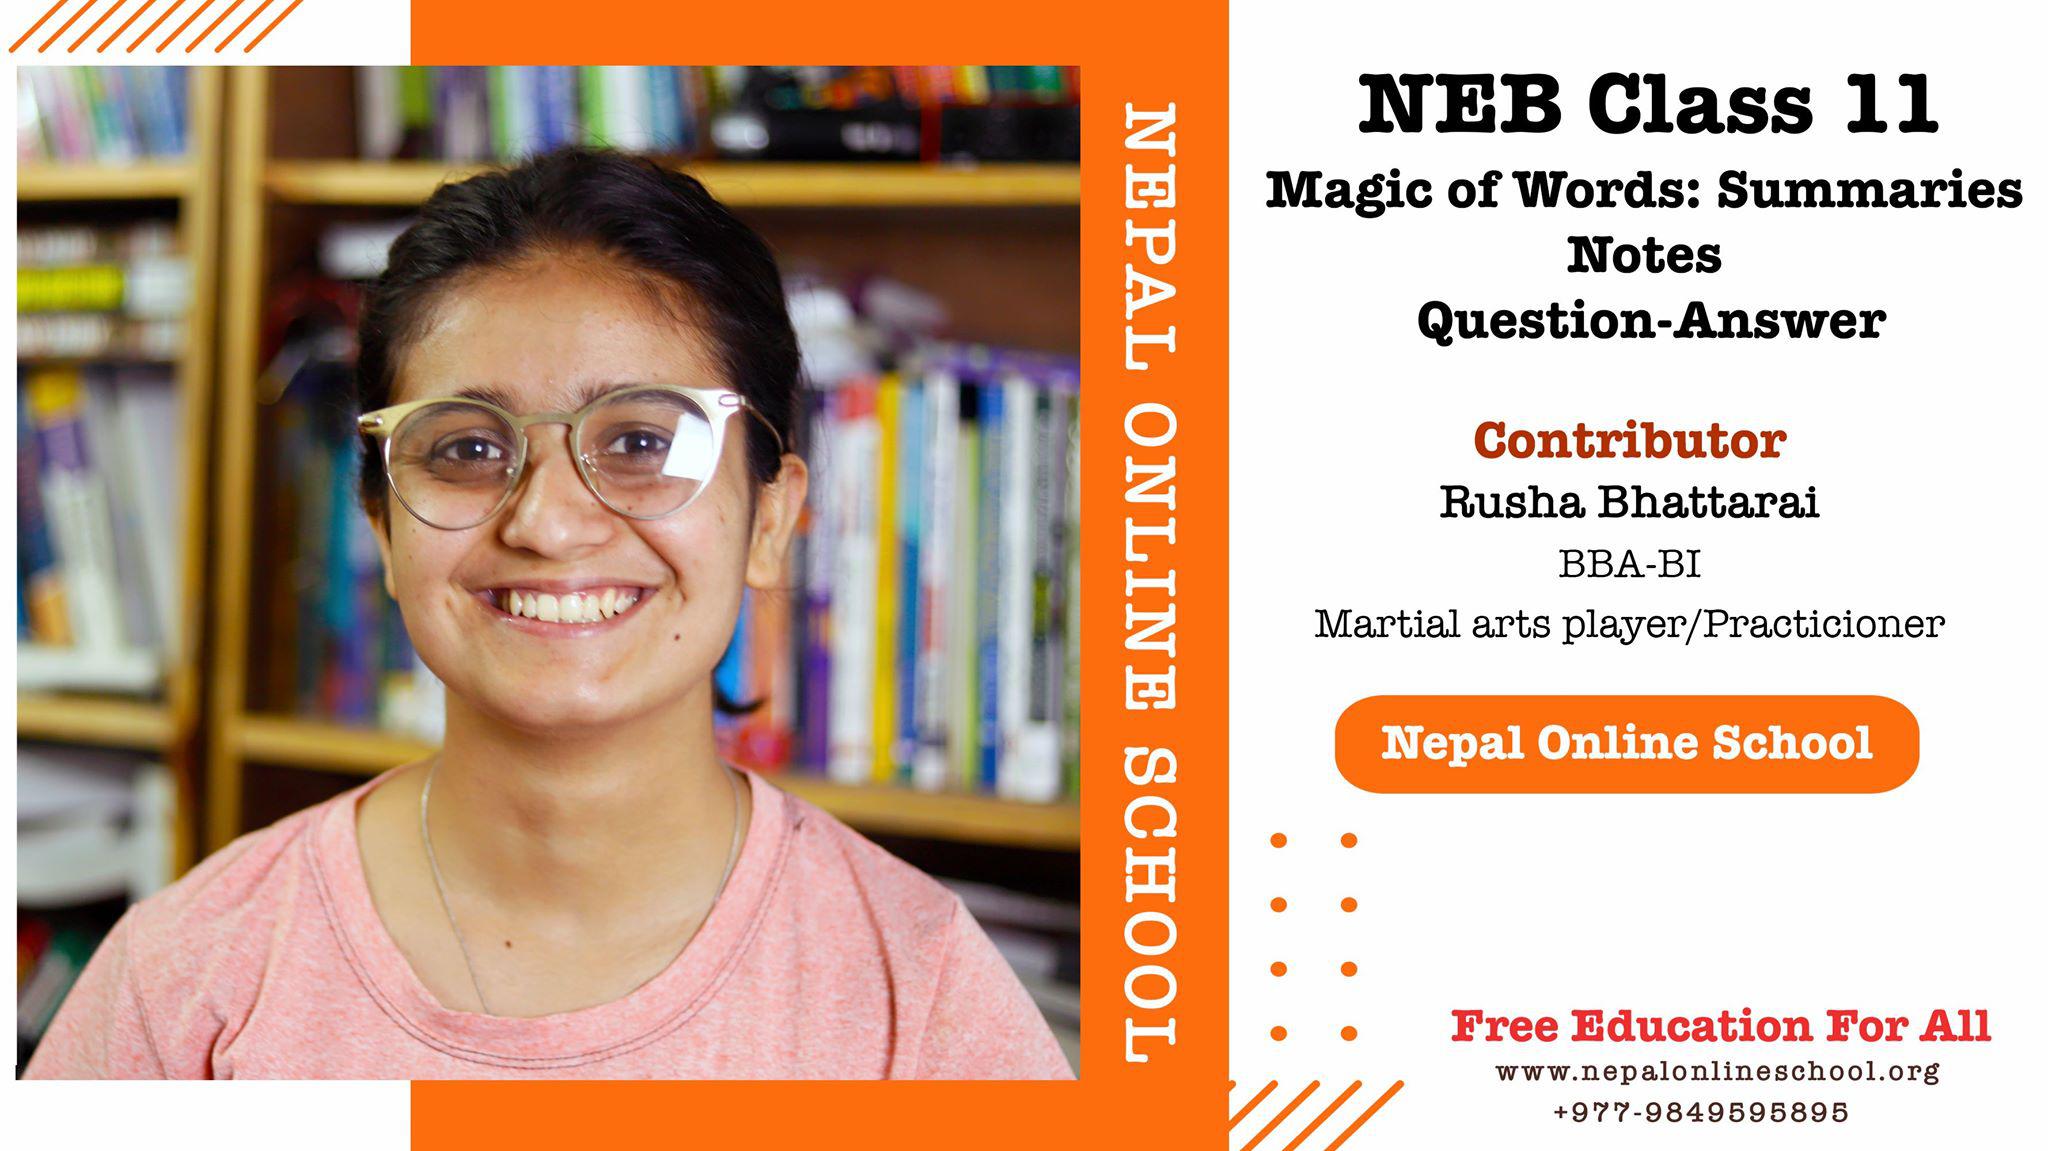 NEPAL ONLINE SCHOOL
NEB Class 11
Magic of Words: Summaries
Notes
Question-Answer
Contributor
Rusha Bhattarai
BBA-BI
Martial arts player/Practicioner
Nepal Online School
Free Education For All
www.nepalonlineschool.org
+977-9849595895